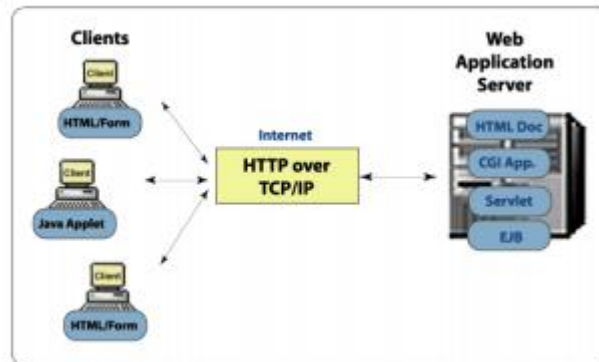 Clients
Client
HTML/Form
Client
Java Applet
Client
HTML/Form
Internet
HTTP over
TCP/IP
Web
Application
Server
HTML Doc
CGI App.
Servlet
EJB